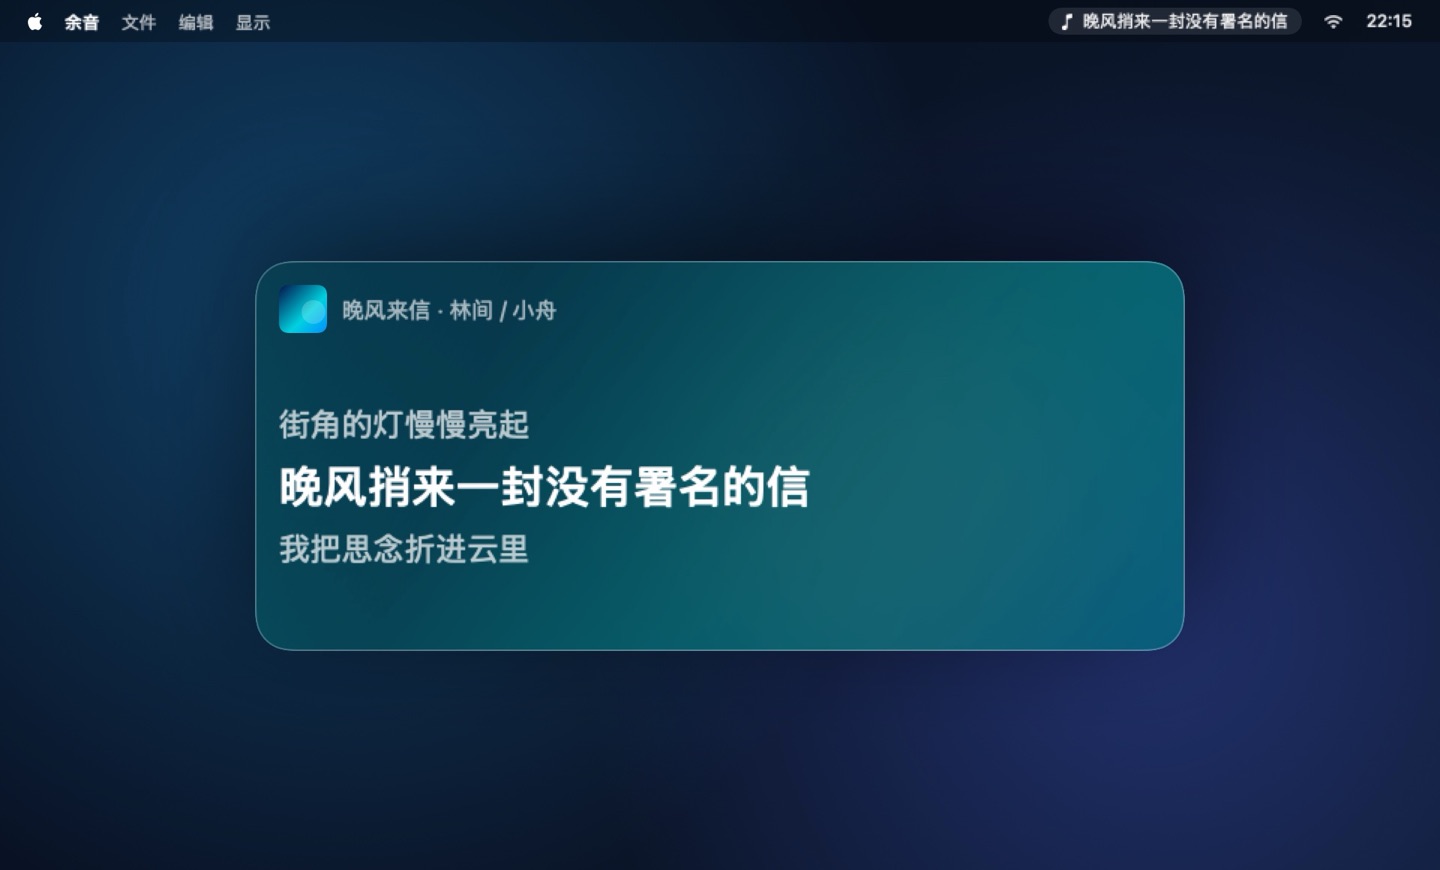 余音 文件 编辑 显示 晚风捎来一封没有署名的信 22:15
晚风来信 · 林间 / 小舟
街角的灯慢慢亮起
晚风捎来一封没有署名的信
我把思念折进云里